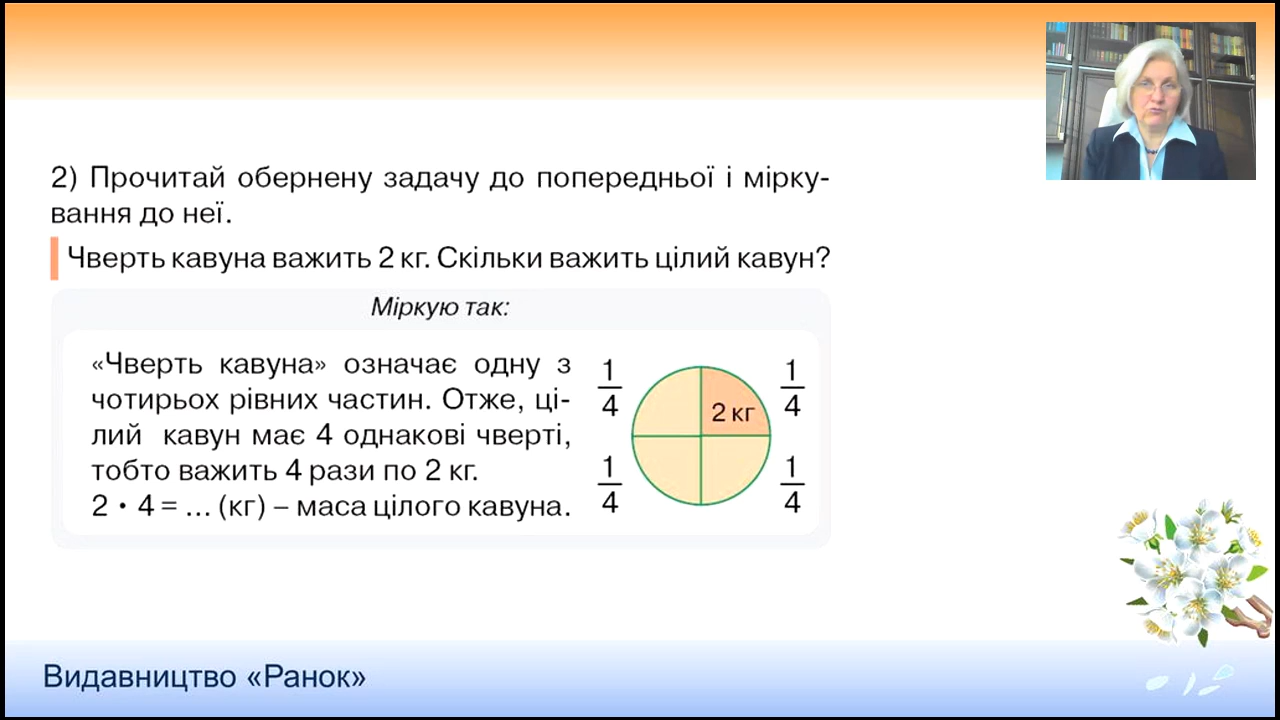 2) Прочитай обернену задачу до попередньої і мірку-
вання до неї.
Чверть кавуна важить 2 кг. Скільки важить цілий кавун?
Міркую так:
«Чверть кавуна» означає одну з
чотирьох рівних частин. Отже, ці-
лий кавун має 4 однакові чверті,
тобто важить 4 рази по 2 кг.
2 · 4 = ... (кг) – маса цілого кавуна.
1/4
2 кг
1/4
1/4
1/4
Видавництво «Ранок»